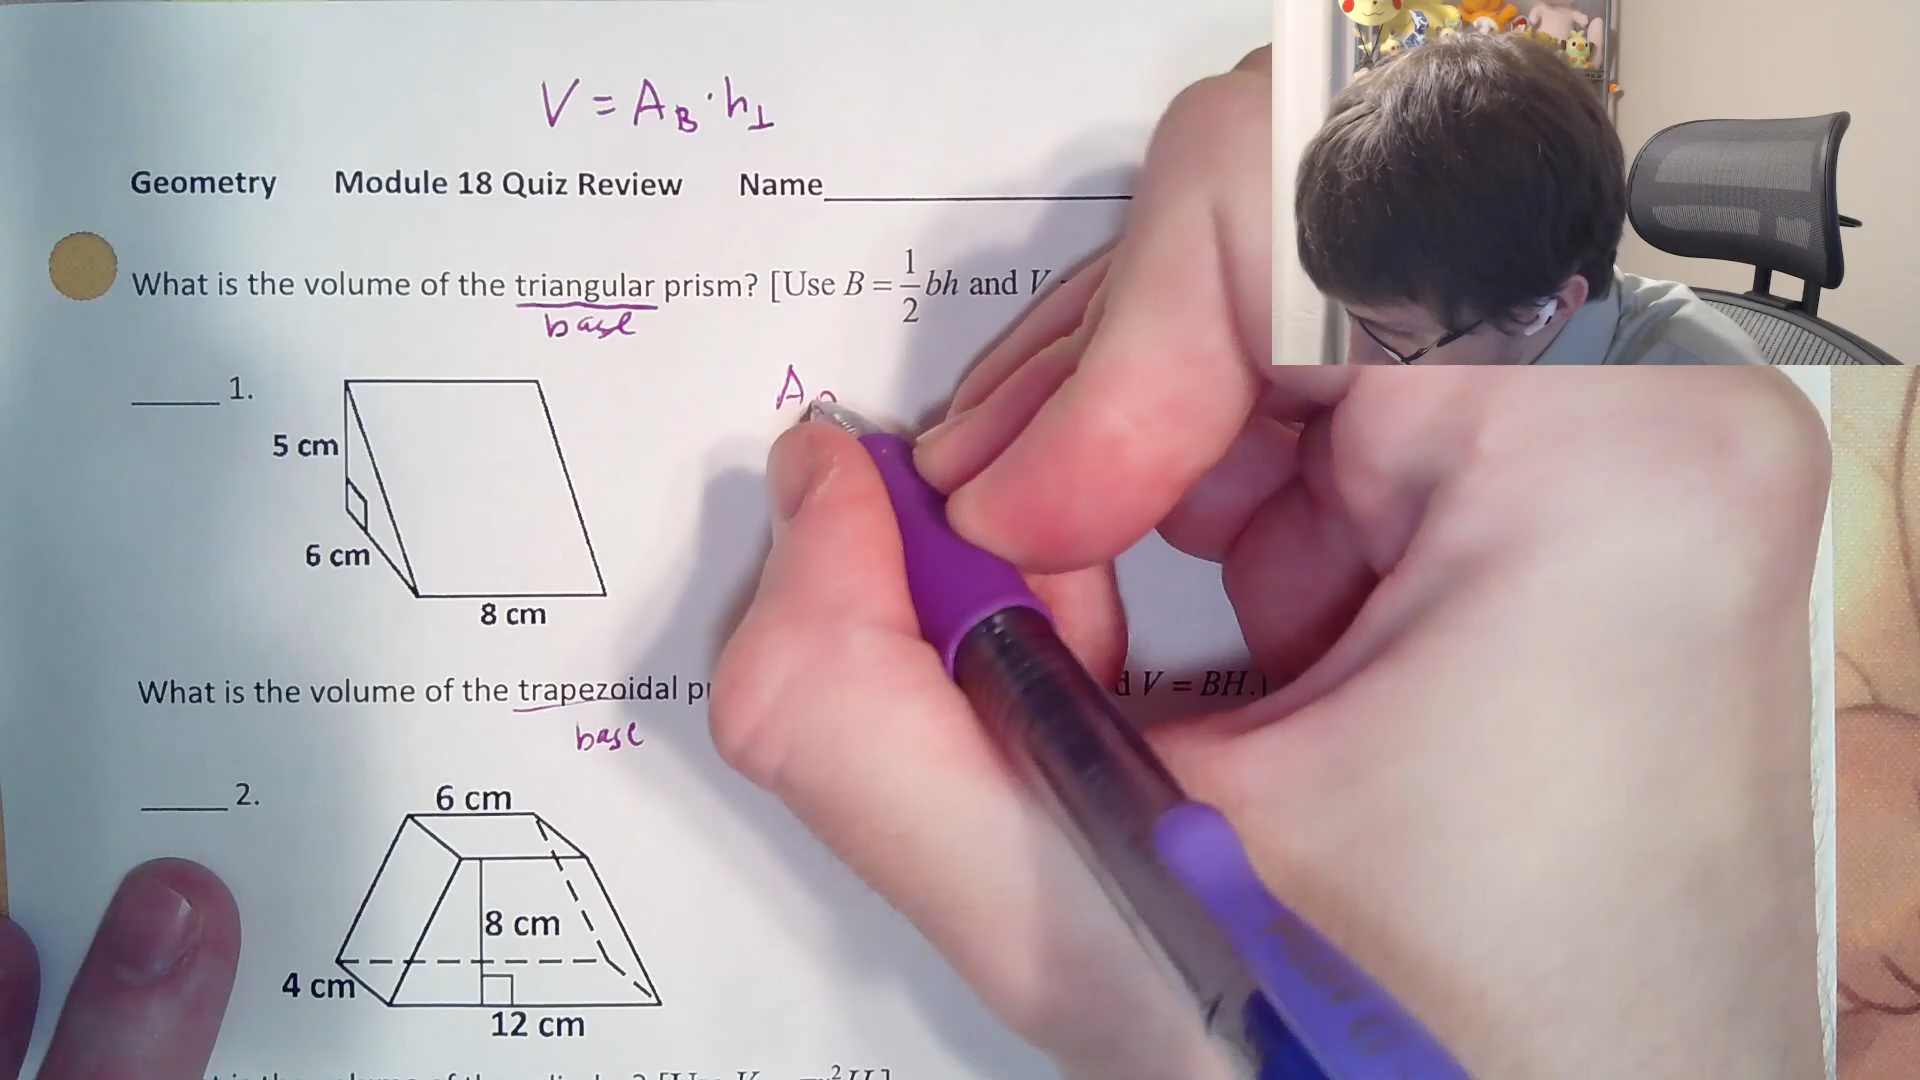 V = A_B · h_⊥
Geometry Module 18 Quiz Review Name
What is the volume of the triangular prism? [Use B = 1/2 bh and V
base
1.
A
5 cm
6 cm
8 cm
What is the volume of the trapezoidal V = BH.
base
2.
6 cm
8 cm
4 cm
12 cm